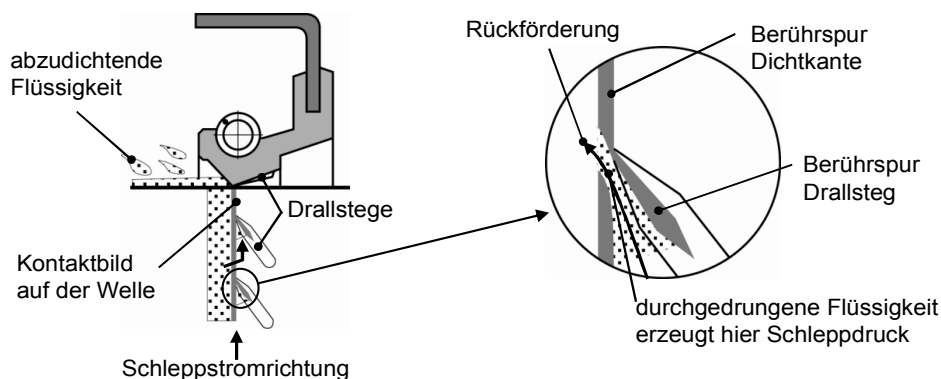 abzudichtende
Flüssigkeit
Drallstege
Kontaktbild
auf der Welle
Schleppstromrichtung
Rückförderung
Berührspur
Dichtkante
Berührspur
Drallsteg
durchgedrungene Flüssigkeit
erzeugt hier Schleppdruck